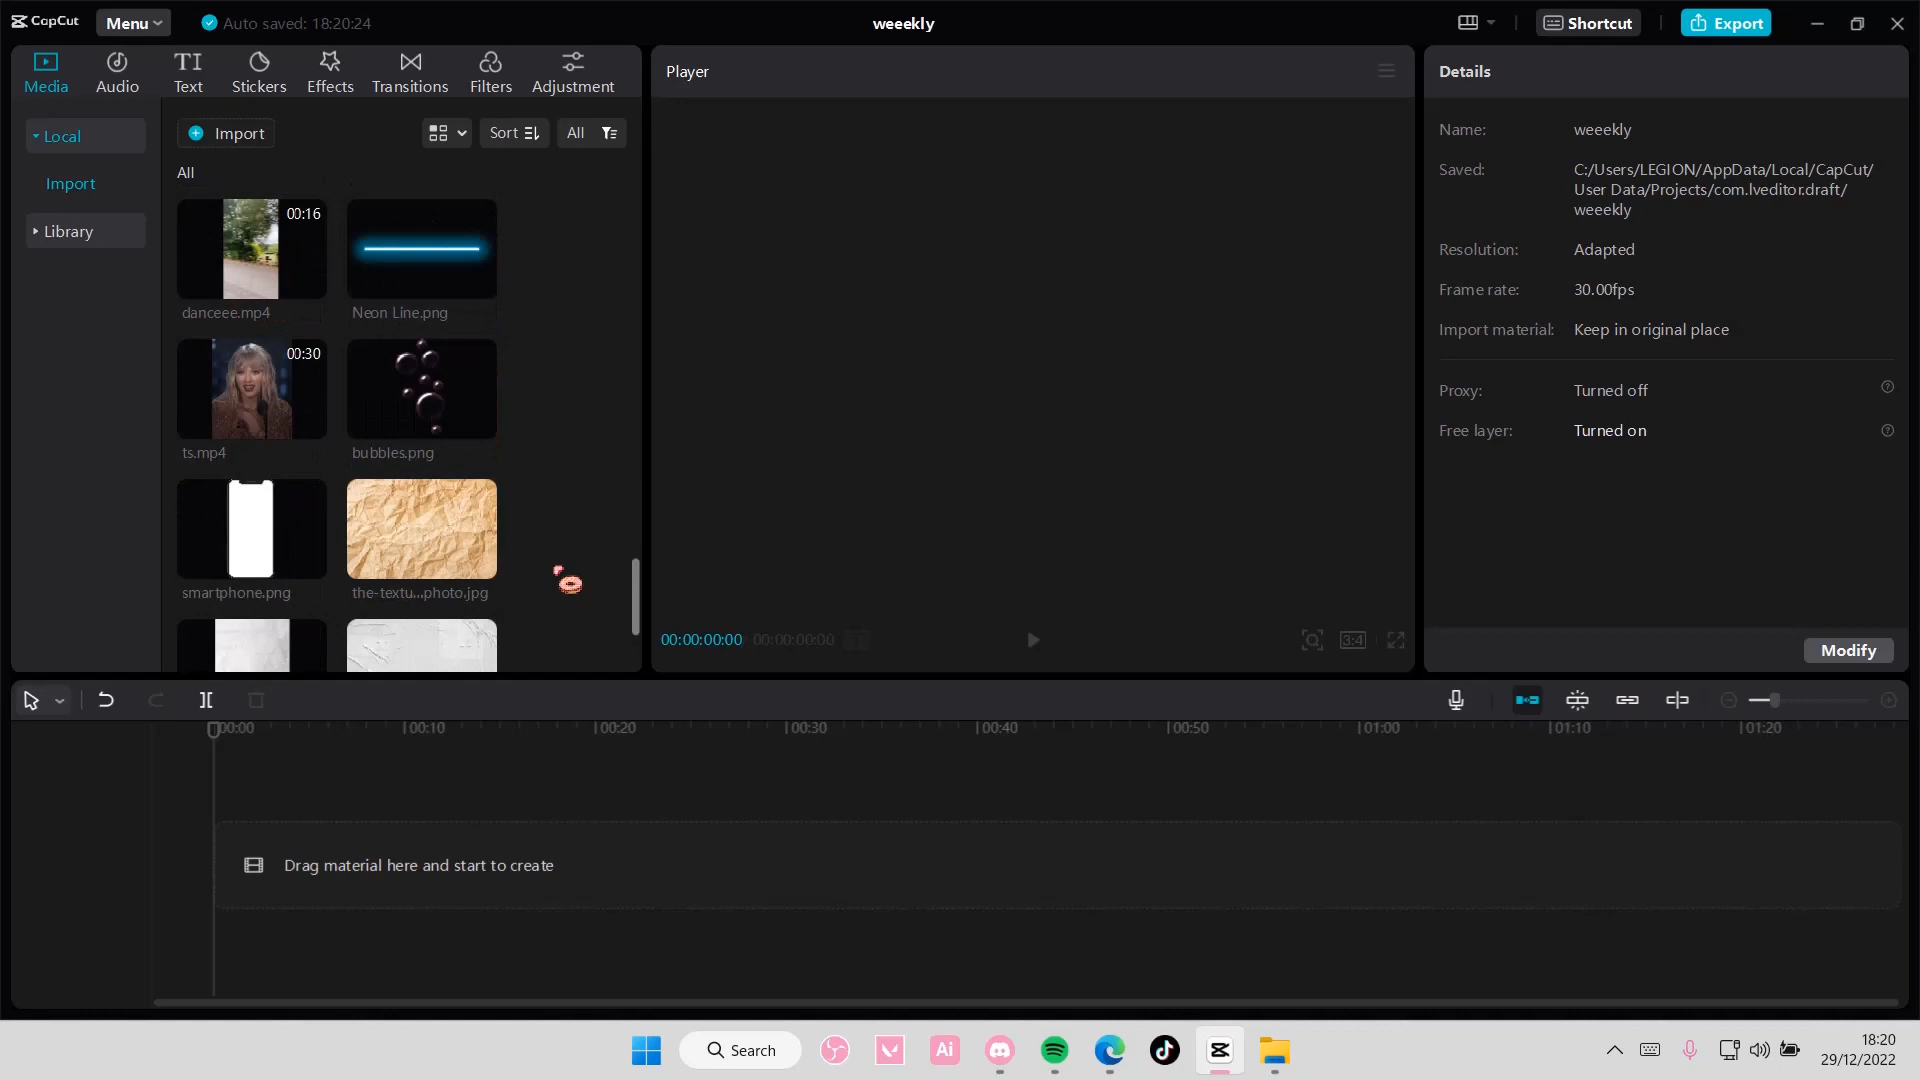 CapCut
Menu
Auto saved: 18:20:24
weeekly
Shortcut
Export
Media
Audio
TI
Text
Stickers
Effects
Transitions
Filters
Adjustment
Player
Details
Local
Import
Library
Import
Sort
All
All
00:16
danceee.mp4
Neon Line.png
00:30
ts.mp4
bubbles.png
smartphone.png
the-textu...photo.jpg
00:00:00:00
00:00:00:00
3:4
Name:
weeekly
Saved:
C:/Users/LEGION/AppData/Local/CapCut/
User Data/Projects/com.lveditor.draft/
weeekly
Resolution:
Adapted
Frame rate:
30.00fps
Import material:
Keep in original place
Proxy:
Turned off
Free layer:
Turned on
Modify
00:00
00:10
00:20
00:30
00:40
00:50
01:00
01:10
01:20
Drag material here and start to create
Search
Ai
18:20
29/12/2022